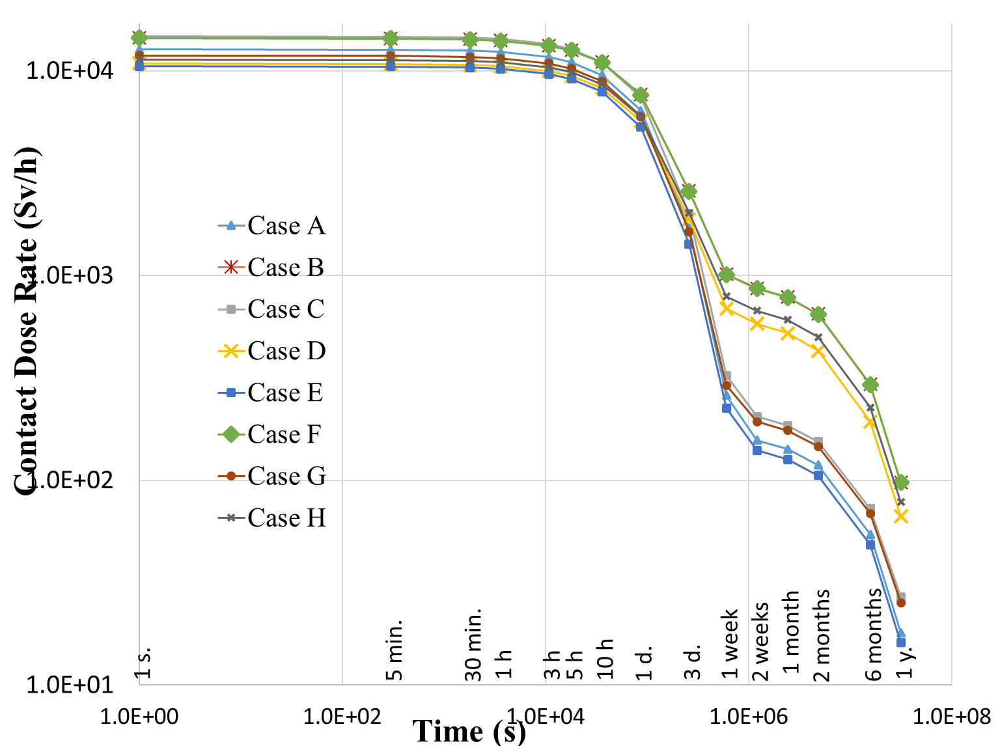 Contact Dose Rate (Sv/h)
1.0E+04
1.0E+03
1.0E+02
1.0E+01
Case A
Case B
Case C
Case D
Case E
Case F
Case G
Case H
1 s.
5 min.
30 min.
1 h
3 h
5 h
10 h
1 d.
3 d.
1 week
2 weeks
1 month
2 months
6 months
1 y.
1.0E+00
1.0E+02
1.0E+04
1.0E+06
1.0E+08
Time (s)